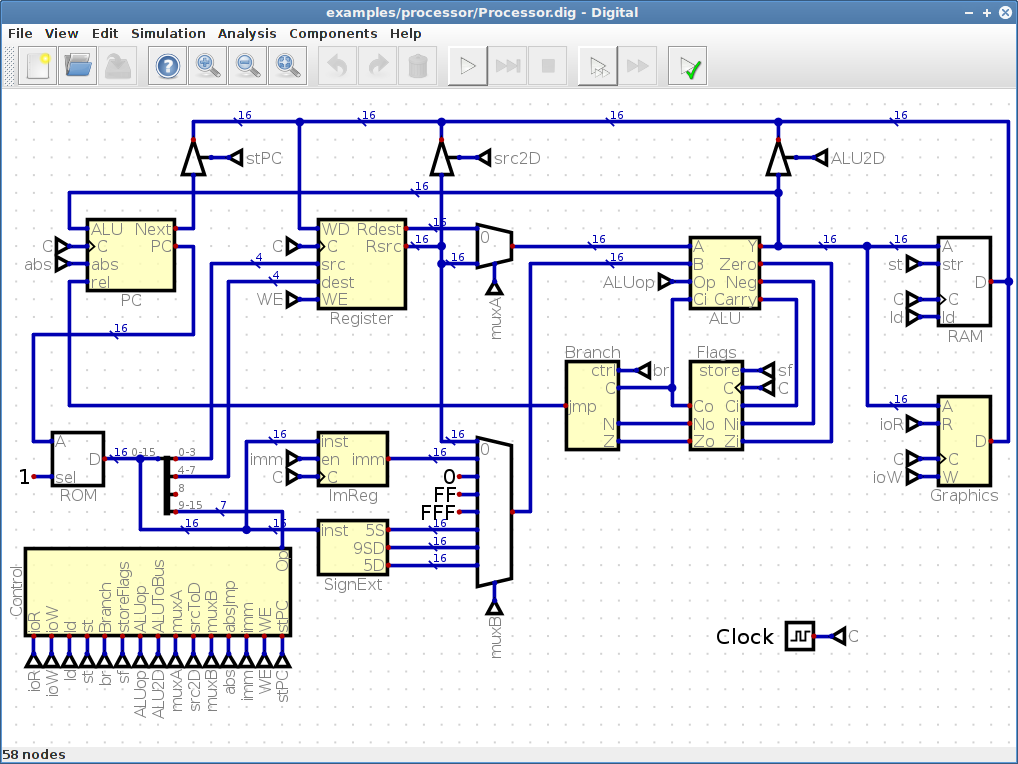 examples/processor/Processor.dig - Digital
File View Edit Simulation Analysis Components Help
16 16 16 16
stPC src2D ALU2D
16
ALU Next
C C PC
abs abs
rel
PC
WD Rdest 16
C C Rsrc 16
4 src 16
4 dest
WE WE
Register
0
muxA
16
16
A Y
B Zero
ALUop Op Neg
Ci Carry
ALU
16 16
A
st str
D
C C
ld ld
RAM
16
Branch
ctrl br
C
jmp
N
Z
Flags
store sf
C C
Co Ci
No Ni
Zo Zi
16
A
ioR R
D
C C
ioW W
Graphics
A
D 16
1 sel
ROM
0-15 0-3
4-7
8
9-15 7
16
16
16
inst
imm en imm 16
C C
ImReg
16
0
0
FF
FFF
inst 5S 16
9SD 16
5D 16
SignExt
muxB
Control
Op
ioR ioW ld st Branch storeFlags ALUop ALUToBus muxA srcToD muxB absJmp imm WE stPC
ioR ioW ld st br sf ALUop ALU2D muxA src2D muxB abs imm WE stPC
Clock C
58 nodes